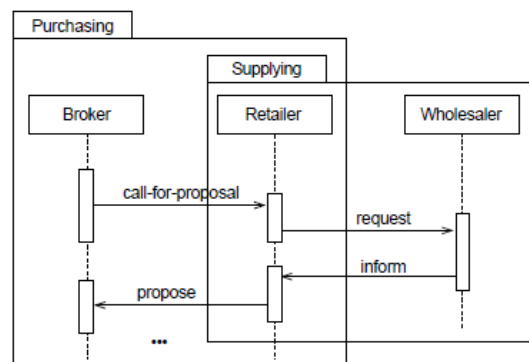 Purchasing
Supplying
Broker
Retailer
Wholesaler
call-for-proposal
request
inform
propose
...